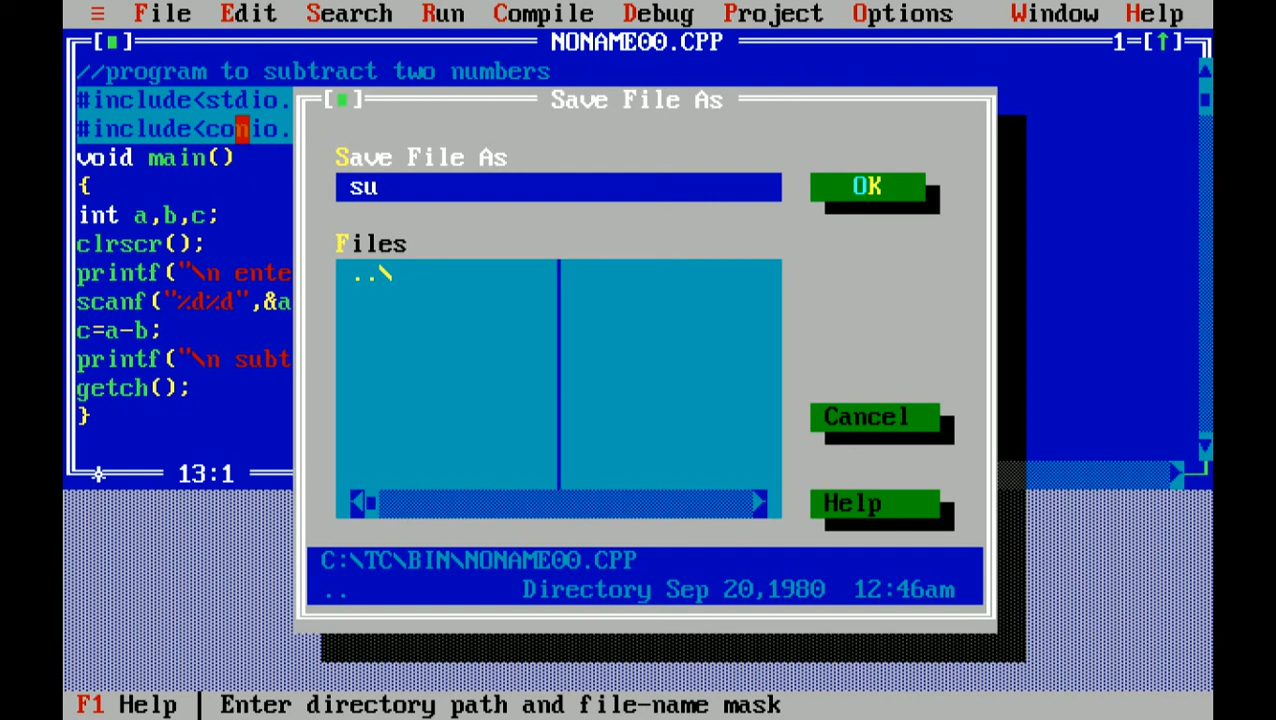 ≡ File Edit Search Run Compile Debug Project Options Window Help
NONAME00.CPP 1=[↑]
//program to subtract two numbers
#include<stdio.
#include<conio.
void main()
{
int a,b,c;
clrscr();
printf("\n ente
scanf("%d%d",&a
c=a-b;
printf("\n subt
getch();
}
13:1
Save File As
Save File As
su
OK
Files
..\
Cancel
Help
C:\TC\BIN\NONAME00.CPP
.. Directory Sep 20,1980 12:46am
F1 Help │ Enter directory path and file-name mask